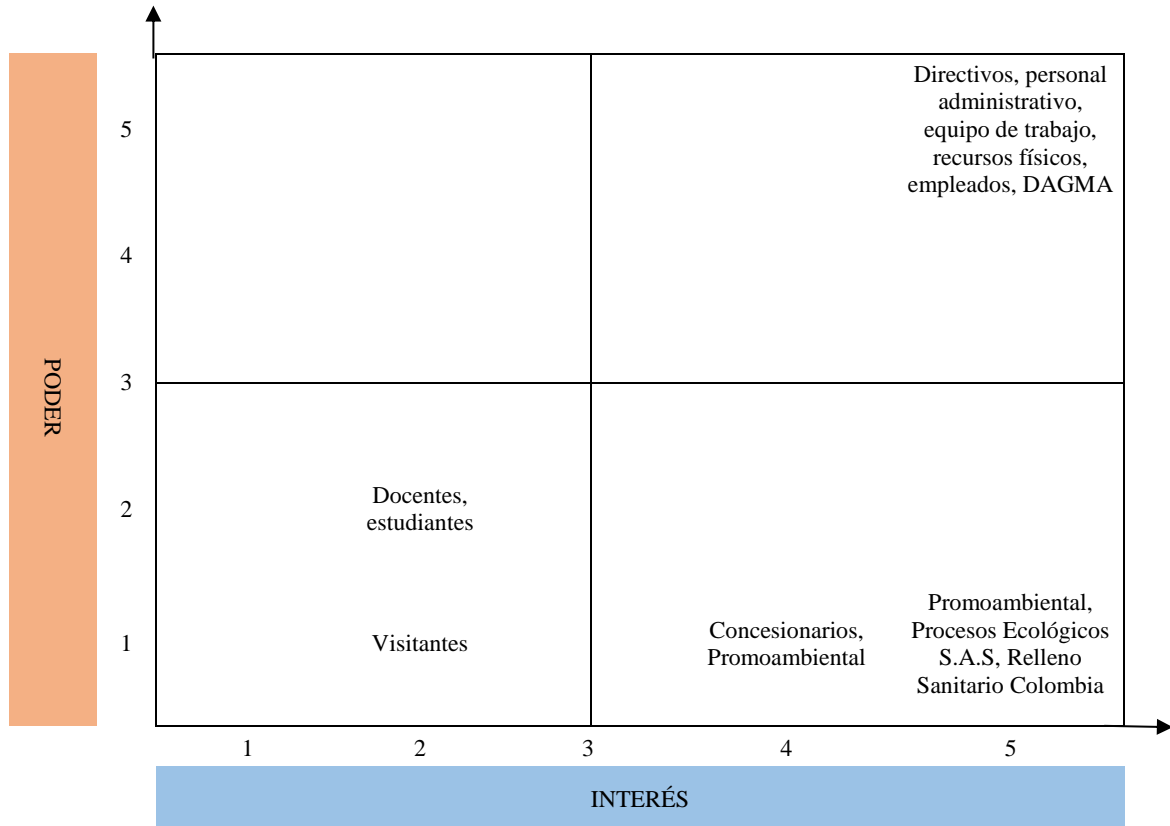 Directivos, personal
administrativo,
equipo de trabajo,
recursos físicos,
empleados, DAGMA
5
4
PODER
3
Docentes,
estudiantes
2
Visitantes
1
Concesionarios,
Promoambiental
Promoambiental,
Procesos Ecológicos
S.A.S, Relleno
Sanitario Colombia
1
2
3
4
5
INTERÉS